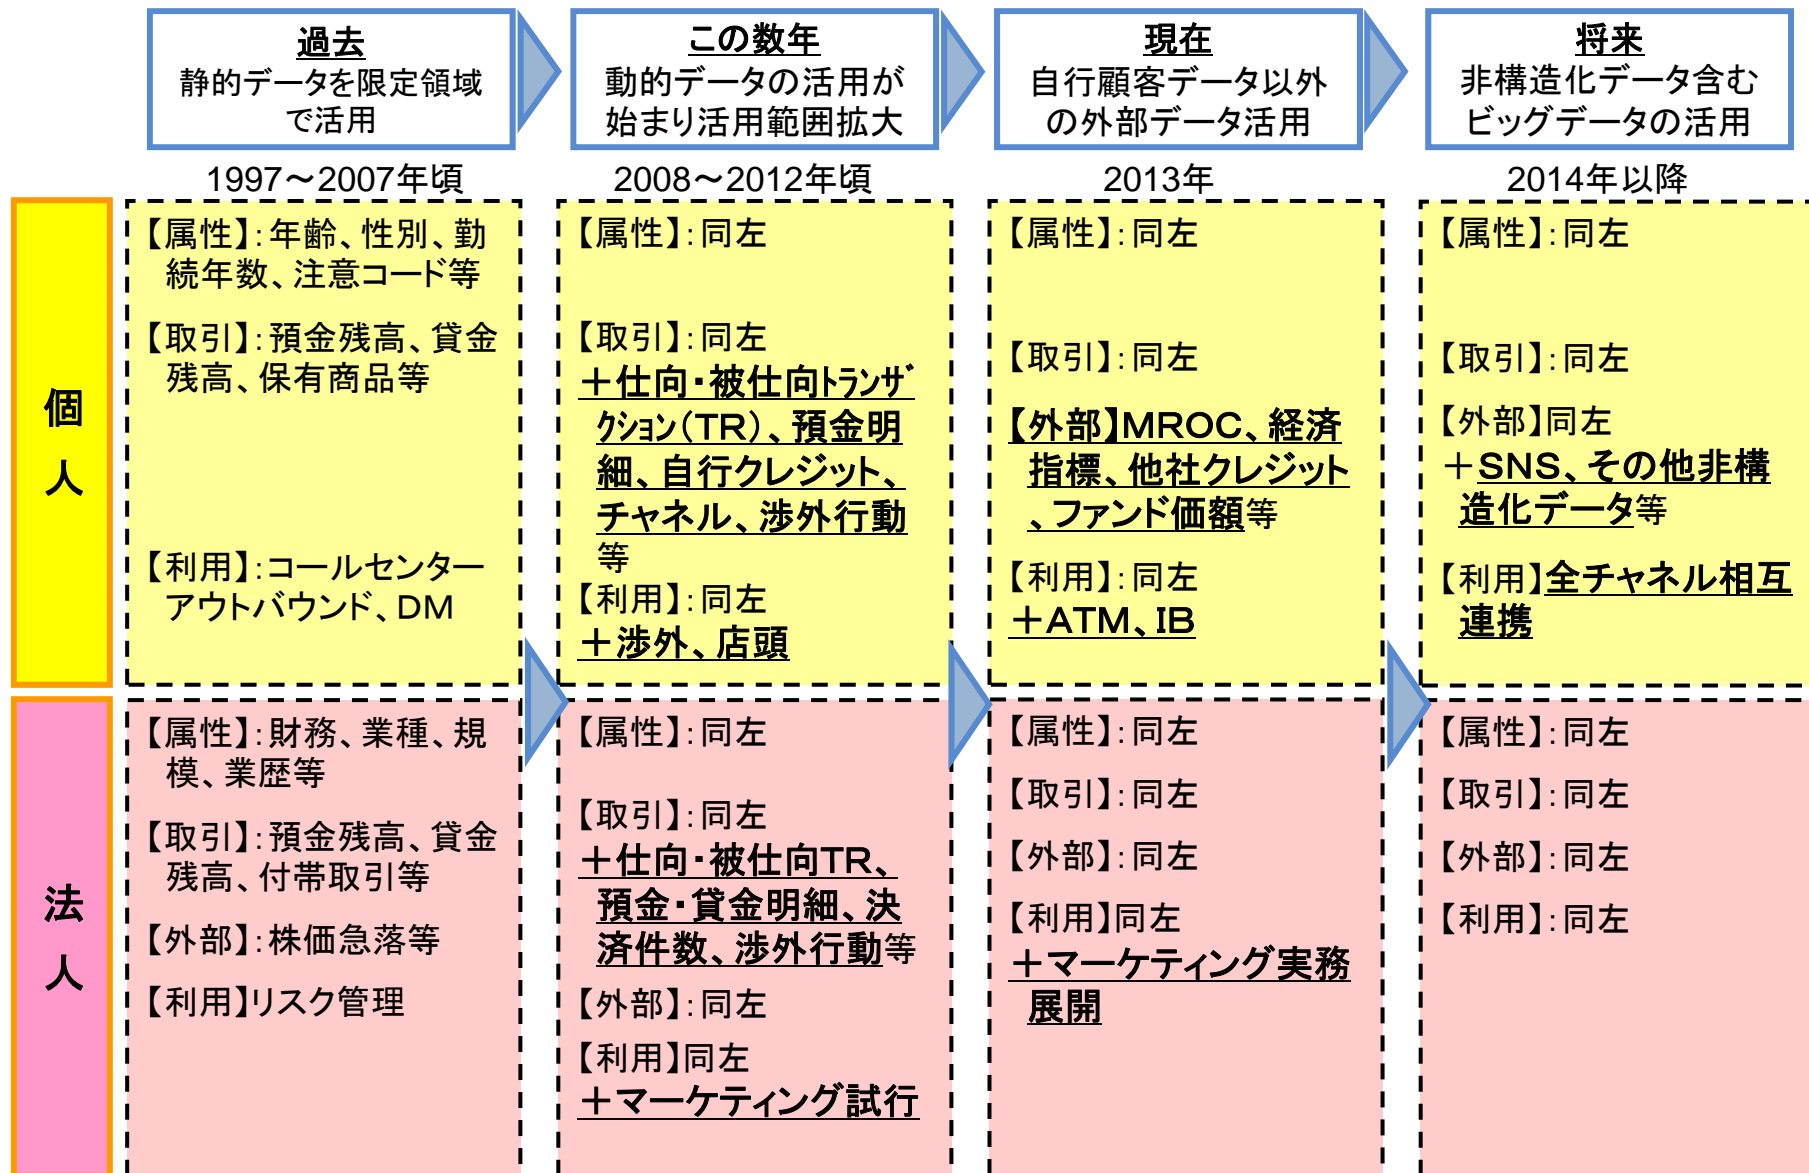 過去
静的データを限定領域
で活用
この数年
動的データの活用が
始まり活用範囲拡大
現在
自行顧客データ以外
の外部データ活用
将来
非構造化データ含む
ビッグデータの活用
1997～2007年頃
2008～2012年頃
2013年
2014年以降
個
人
【属性】:年齢、性別、勤
続年数、注意コード等
【取引】:預金残高、貸金
残高、保有商品等
【利用】:コールセンター
アウトバウンド、DM
【属性】:同左
【取引】:同左
＋仕向・被仕向ﾄﾗﾝｻﾞ
ｸｼｮﾝ(TR)、預金明
細、自行クレジット、
チャネル、渉外行動
等
【利用】:同左
＋渉外、店頭
【属性】:同左
【取引】:同左
【外部】MROC、経済
指標、他社クレジット
、ファンド価額等
【利用】:同左
＋ATM、IB
【属性】:同左
【取引】:同左
【外部】同左
＋SNS、その他非構
造化データ等
【利用】全チャネル相互
連携
法
人
【属性】:財務、業種、規
模、業歴等
【取引】:預金残高、貸金
残高、付帯取引等
【外部】:株価急落等
【利用】リスク管理
【属性】:同左
【取引】:同左
＋仕向・被仕向TR、
預金・貸金明細、決
済件数、渉外行動等
【外部】:同左
【利用】同左
＋マーケティング試行
【属性】:同左
【取引】:同左
【外部】:同左
【利用】同左
＋マーケティング実務
展開
【属性】:同左
【取引】:同左
【外部】:同左
【利用】:同左